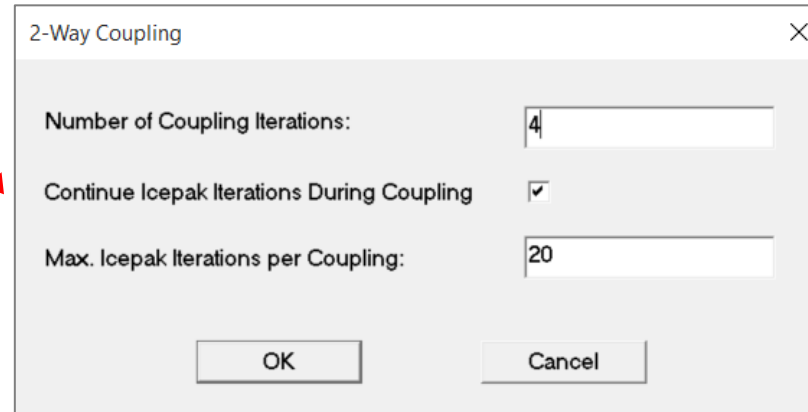 2-Way Coupling
Number of Coupling Iterations: 4
Continue Icepak Iterations During Coupling
Max. Icepak Iterations per Coupling: 20
OK Cancel